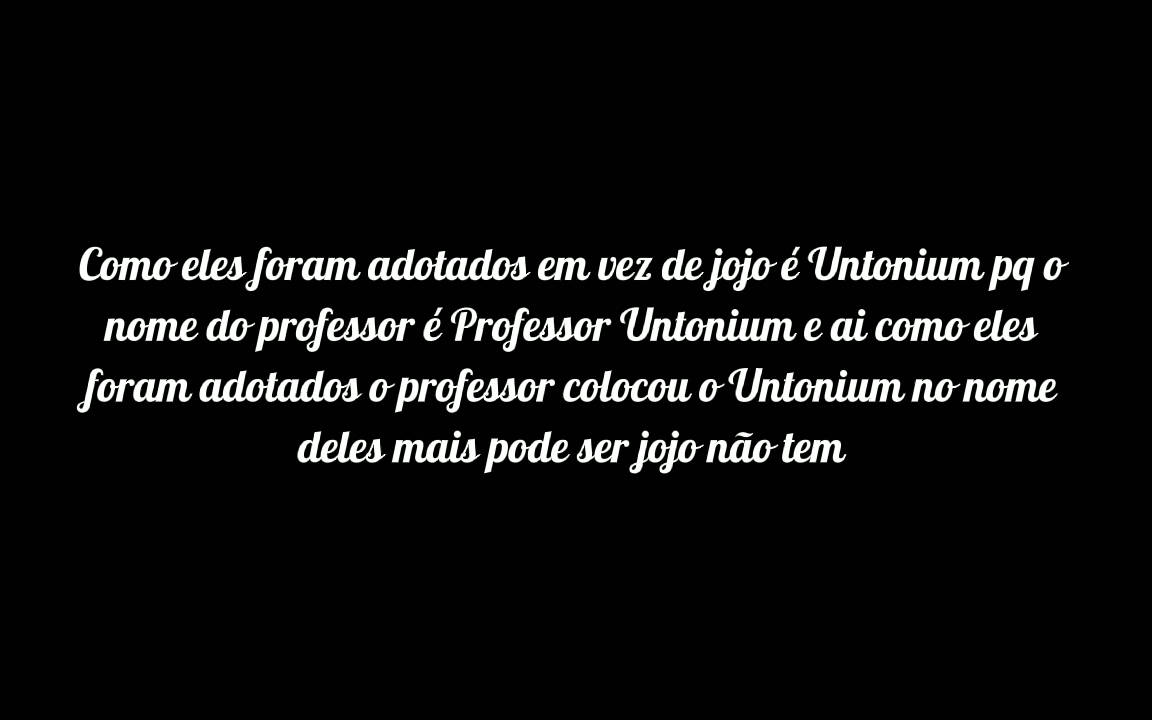 Como eles foram adotados em vez de jojo é Untonium pq o
nome do professor é Professor Untonium e ai como eles
foram adotados o professor colocou o Untonium no nome
deles mais pode ser jojo não tem